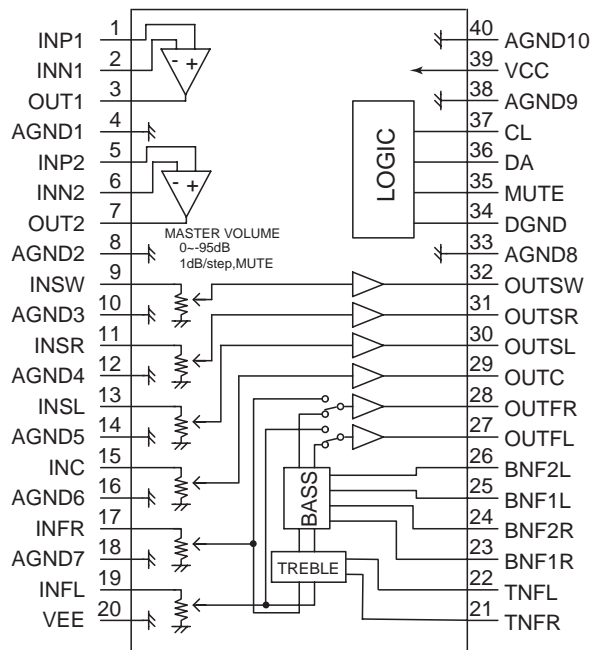 INP1 1
INN1 2
OUT1 3
AGND1 4
INP2 5
INN2 6
OUT2 7
AGND2 8
INSW 9
AGND3 10
INSR 11
AGND4 12
INSL 13
AGND5 14
INC 15
AGND6 16
INFR 17
AGND7 18
INFL 19
VEE 20
- +
- +
MASTER VOLUME
0~-95dB
1dB/step,MUTE
LOGIC
BASS
TREBLE
40 AGND10
39 VCC
38 AGND9
37 CL
36 DA
35 MUTE
34 DGND
33 AGND8
32 OUTSW
31 OUTSR
30 OUTSL
29 OUTC
28 OUTFR
27 OUTFL
26 BNF2L
25 BNF1L
24 BNF2R
23 BNF1R
22 TNFL
21 TNFR